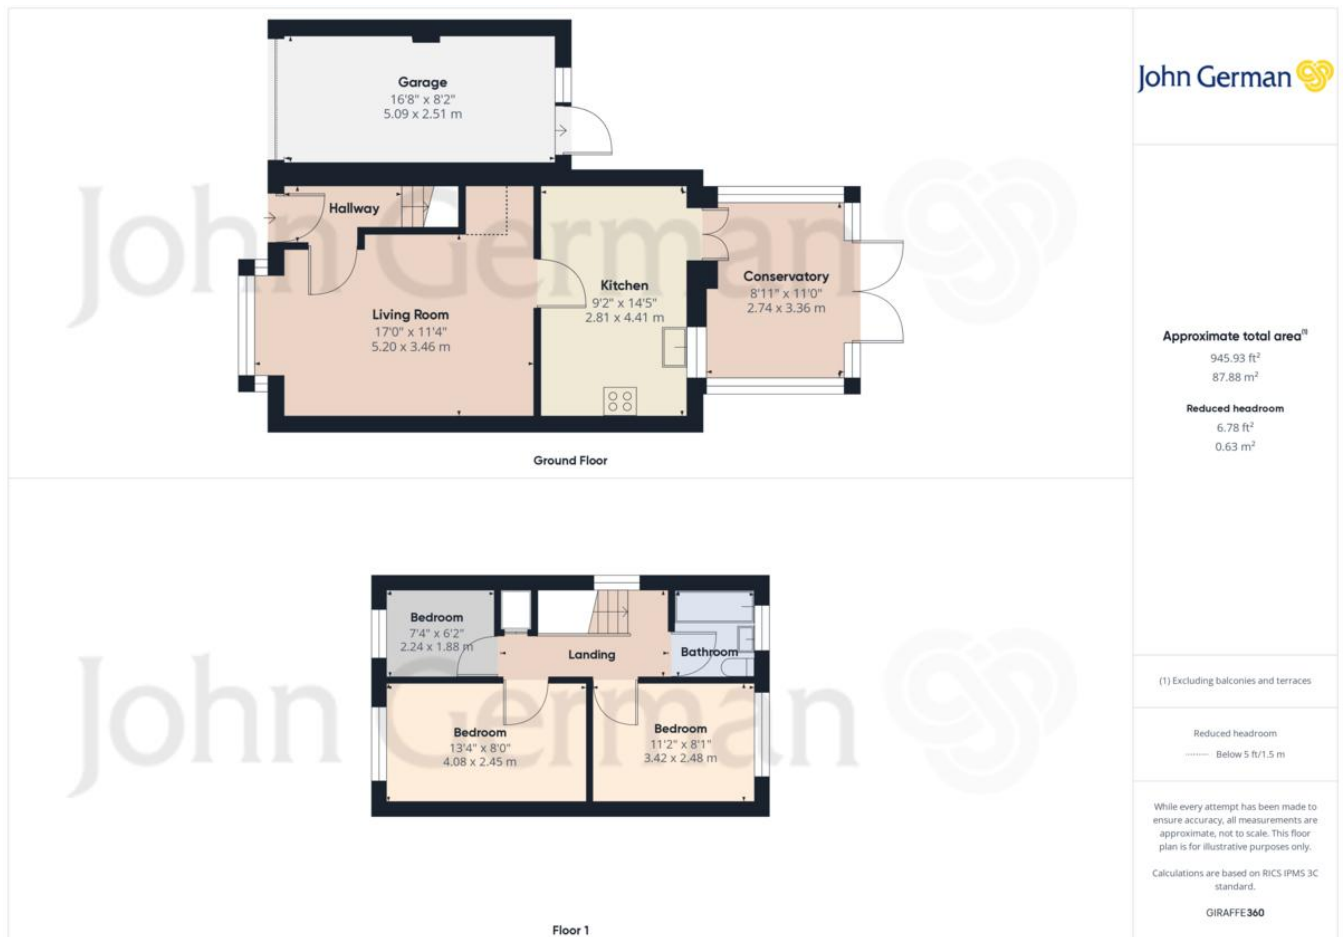 John German
Garage
16'8" x 8'2"
5.09 x 2.51 m
Hallway
Living Room
17'0" x 11'4"
5.20 x 3.46 m
Kitchen
9'2" x 14'5"
2.81 x 4.41 m
Conservatory
8'11" x 11'0"
2.74 x 3.36 m
John German
Ground Floor
Bedroom
7'4" x 6'2"
2.24 x 1.88 m
Landing
Bathroom
Bedroom
13'4" x 8'0"
4.08 x 2.45 m
Bedroom
11'2" x 8'1"
3.42 x 2.48 m
John German
Floor 1
Approximate total area(1)
945.93 ft²
87.88 m²
Reduced headroom
6.78 ft²
0.63 m²
(1) Excluding balconies and terraces
Reduced headroom
Below 5 ft/1.5 m
While every attempt has been made to
ensure accuracy, all measurements are
approximate, not to scale. This floor
plan is for illustrative purposes only.
Calculations are based on RICS IPMS 3C
standard.
GIRAFFE360